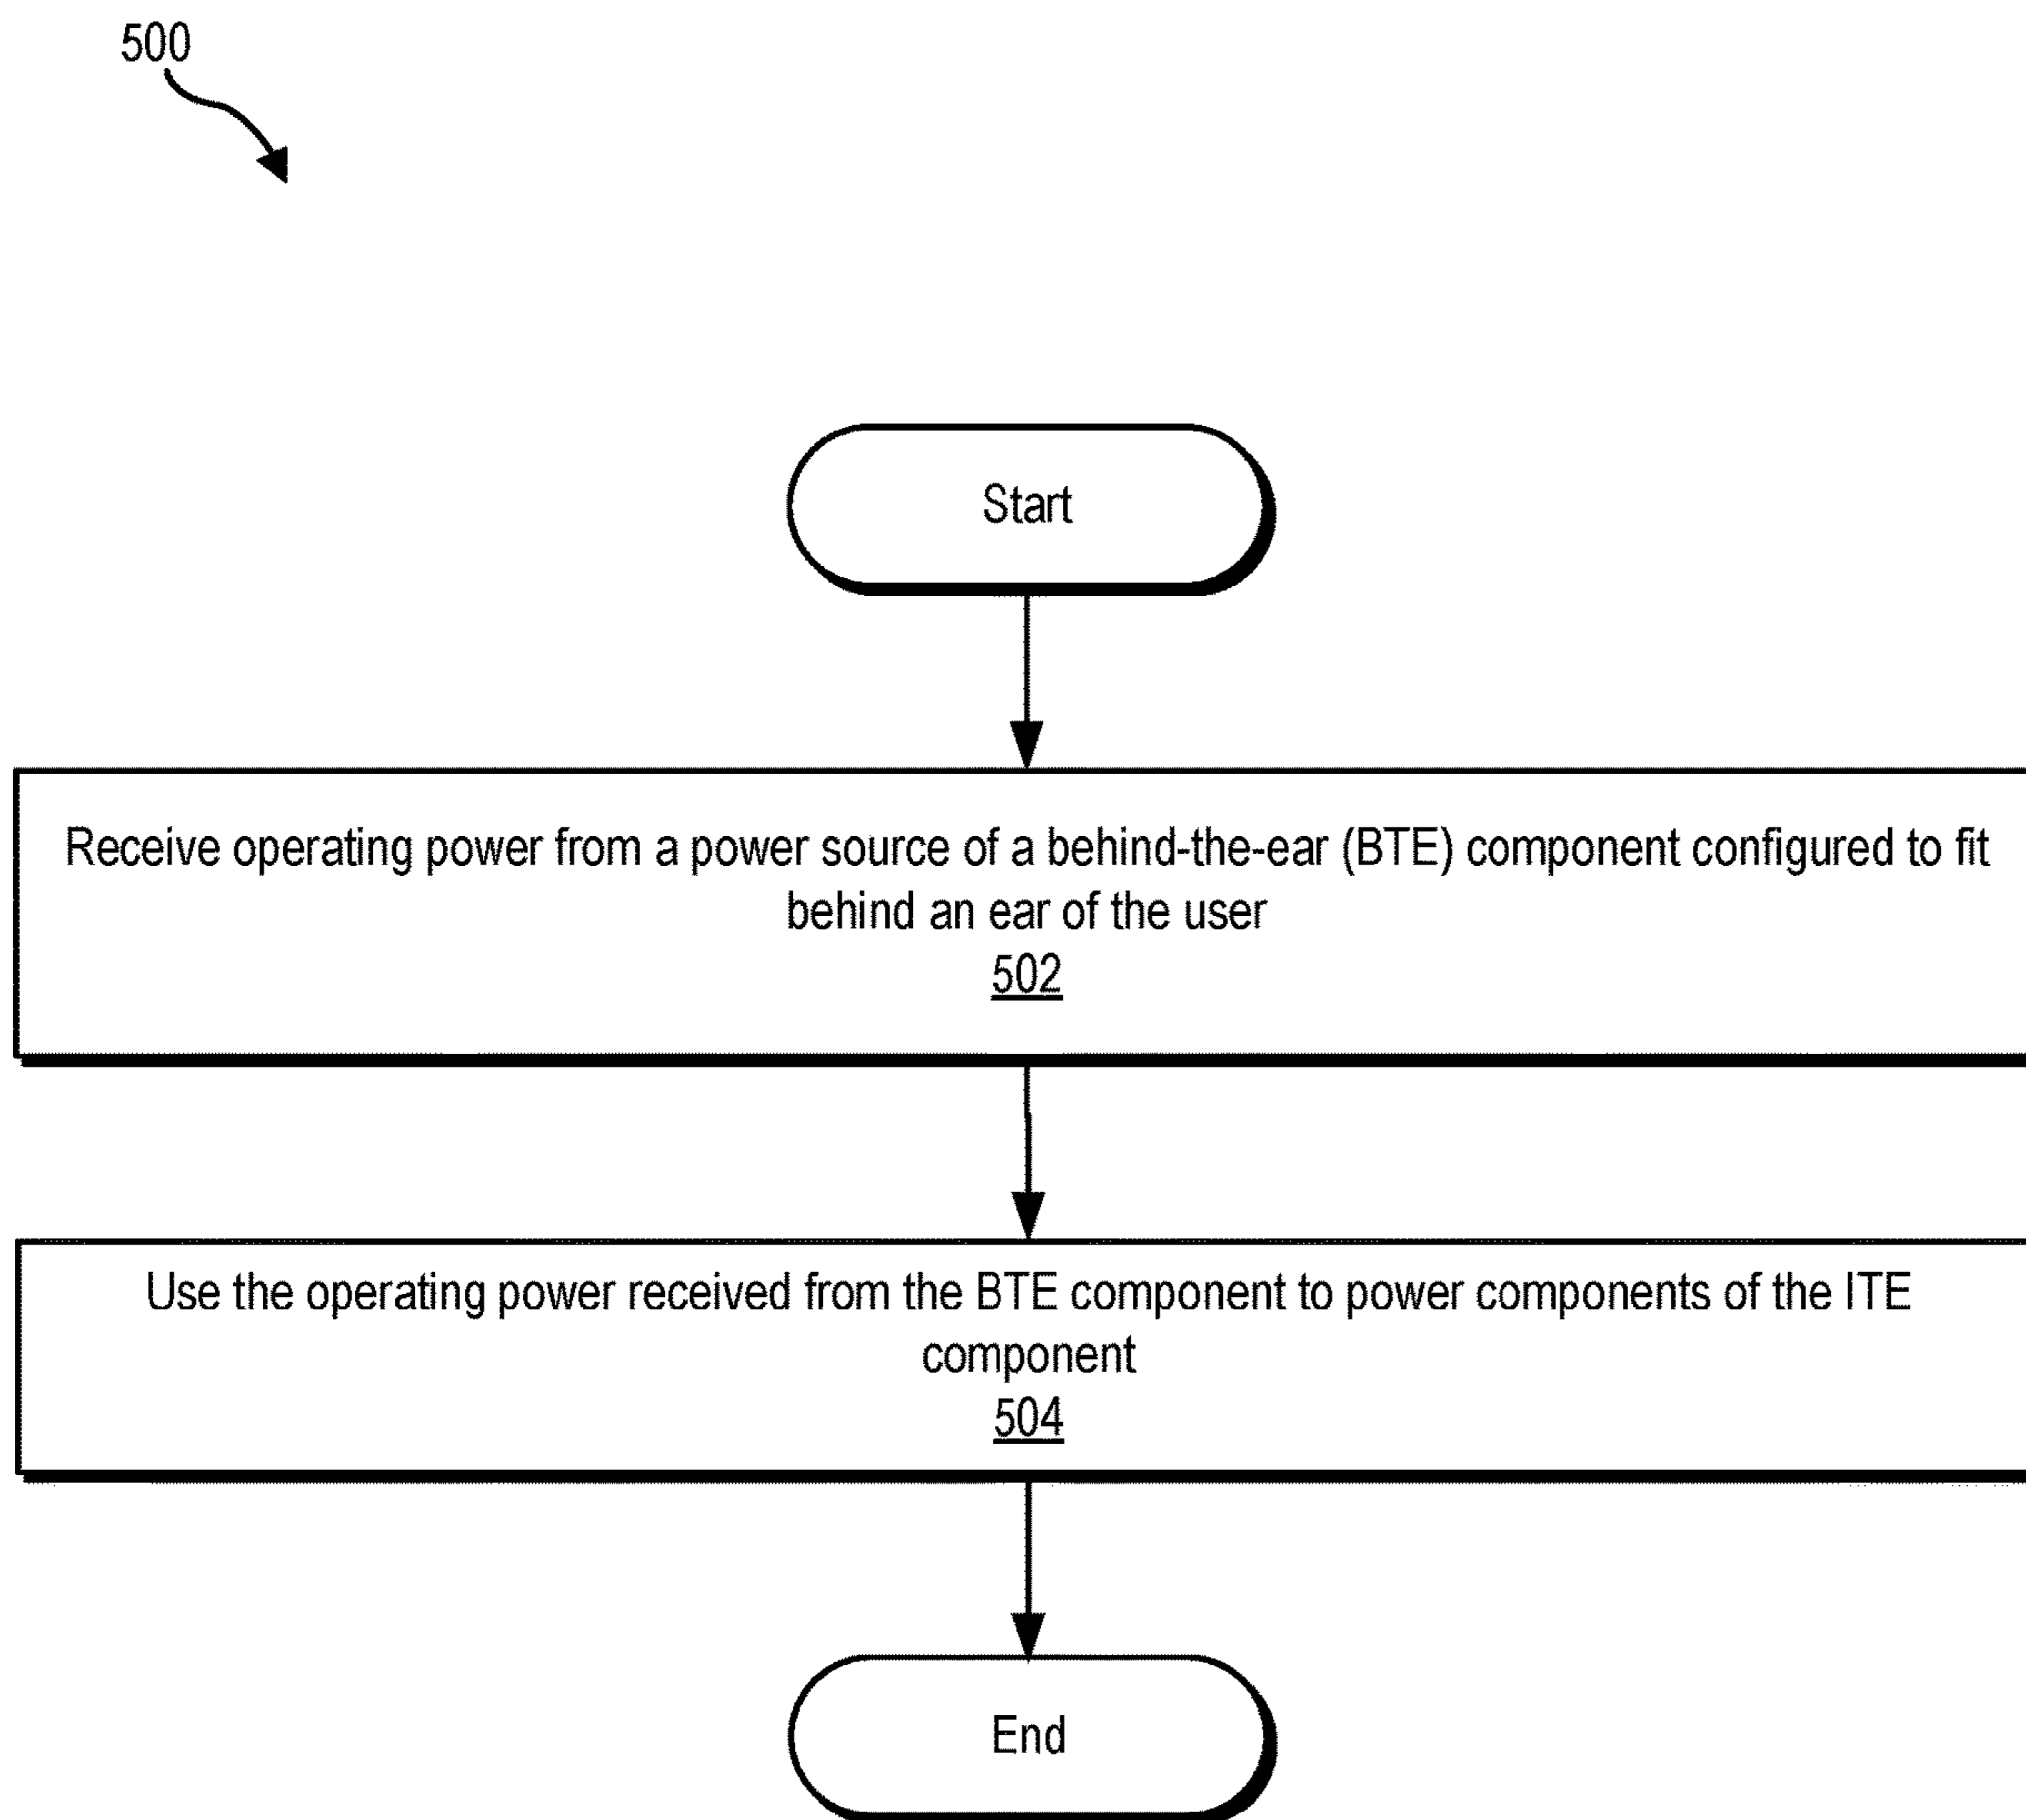 500
Start
Receive operating power from a power source of a behind-the-ear (BTE) component configured to fit
behind an ear of the user
502
Use the operating power received from the BTE component to power components of the ITE
component
504
End